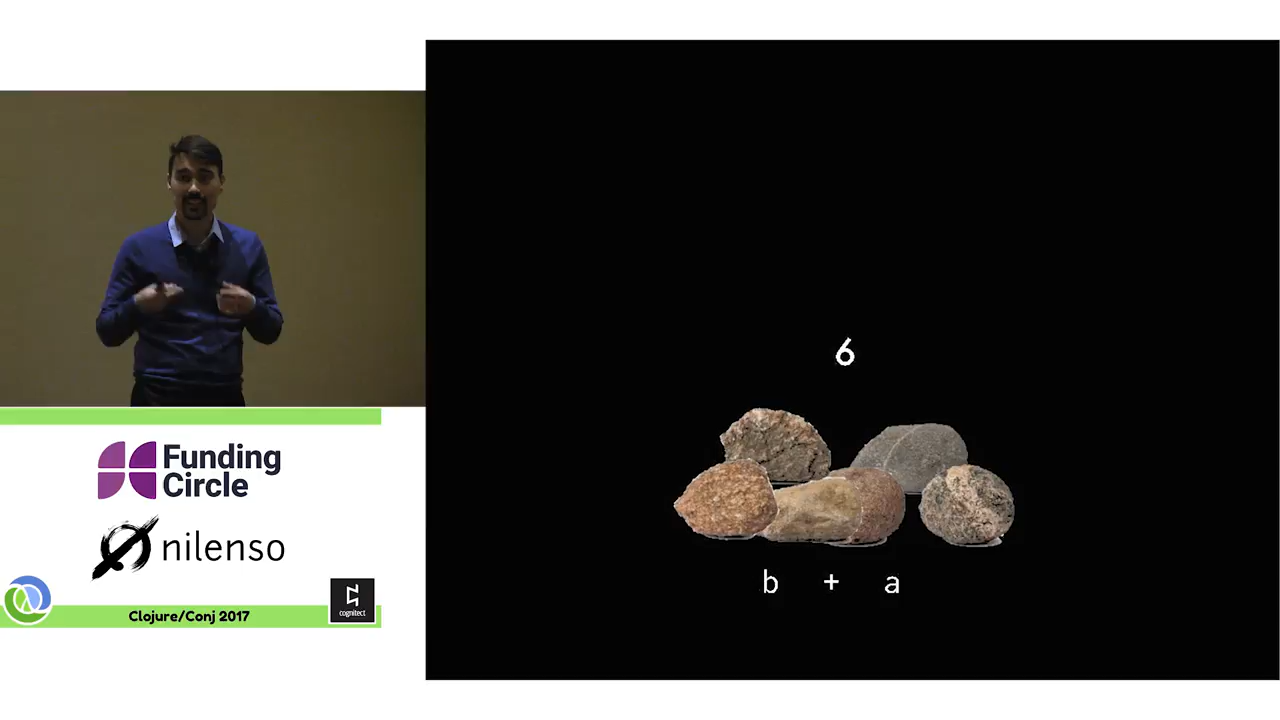 Funding
Circle
nilenso
Clojure/Conj 2017
cognitect
6
b + a